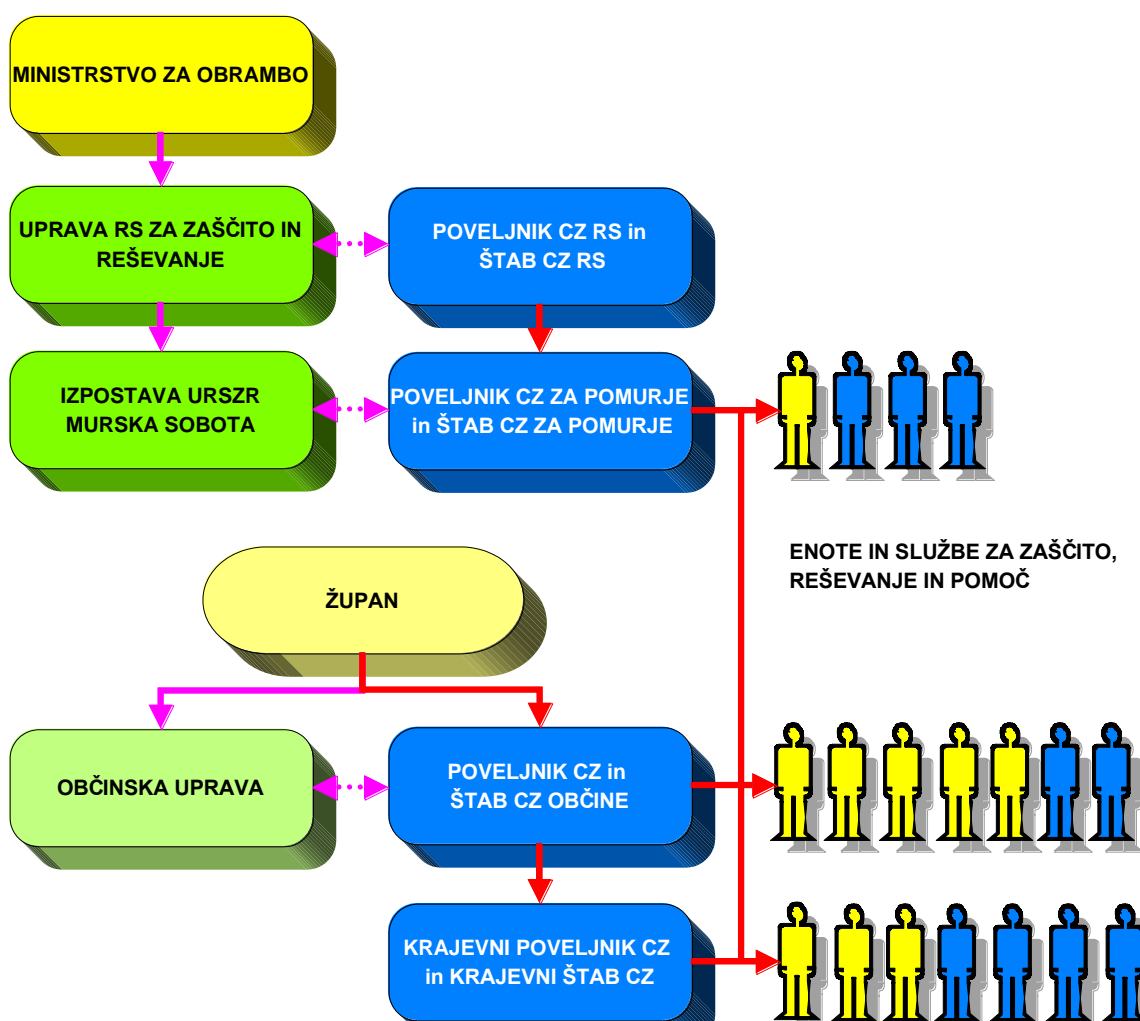 MINISTRSTVO ZA OBRAMBO
UPRAVA RS ZA ZAŠČITO IN
REŠEVANJE
POVELJNIK CZ RS in
ŠTAB CZ RS
IZPOSTAVA URSZR
MURSKA SOBOTA
POVELJNIK CZ ZA POMURJE
in ŠTAB CZ ZA POMURJE
ENOTE IN SLUŽBE ZA ZAŠČITO,
REŠEVANJE IN POMOČ
ŽUPAN
OBČINSKA UPRAVA
POVELJNIK CZ in
ŠTAB CZ OBČINE
KRAJEVNI POVELJNIK CZ
in KRAJEVNI ŠTAB CZ